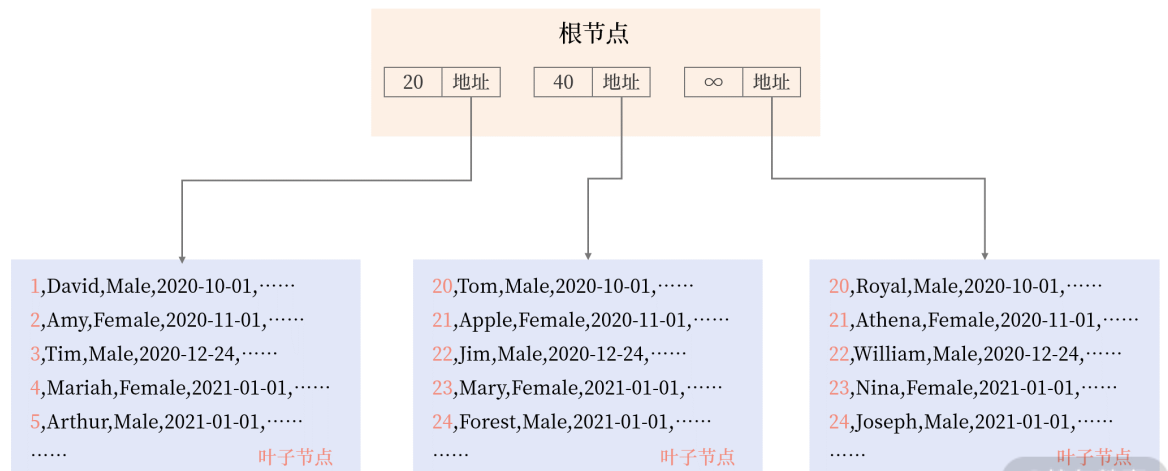 根节点
20 地址 40 地址 ∞ 地址
1,David,Male,2020-10-01,……
2,Amy,Female,2020-11-01,……
3,Tim,Male,2020-12-24,……
4,Mariah,Female,2021-01-01,……
5,Arthur,Male,2021-01-01,……
……
叶子节点
20,Tom,Male,2020-10-01,……
21,Apple,Female,2020-11-01,……
22,Jim,Male,2020-12-24,……
23,Mary,Female,2021-01-01,……
24,Forest,Male,2021-01-01,……
……
叶子节点
20,Royal,Male,2020-10-01,……
21,Athena,Female,2020-11-01,……
22,William,Male,2020-12-24,……
23,Nina,Female,2021-01-01,……
24,Joseph,Male,2021-01-01,……
……
叶子节点